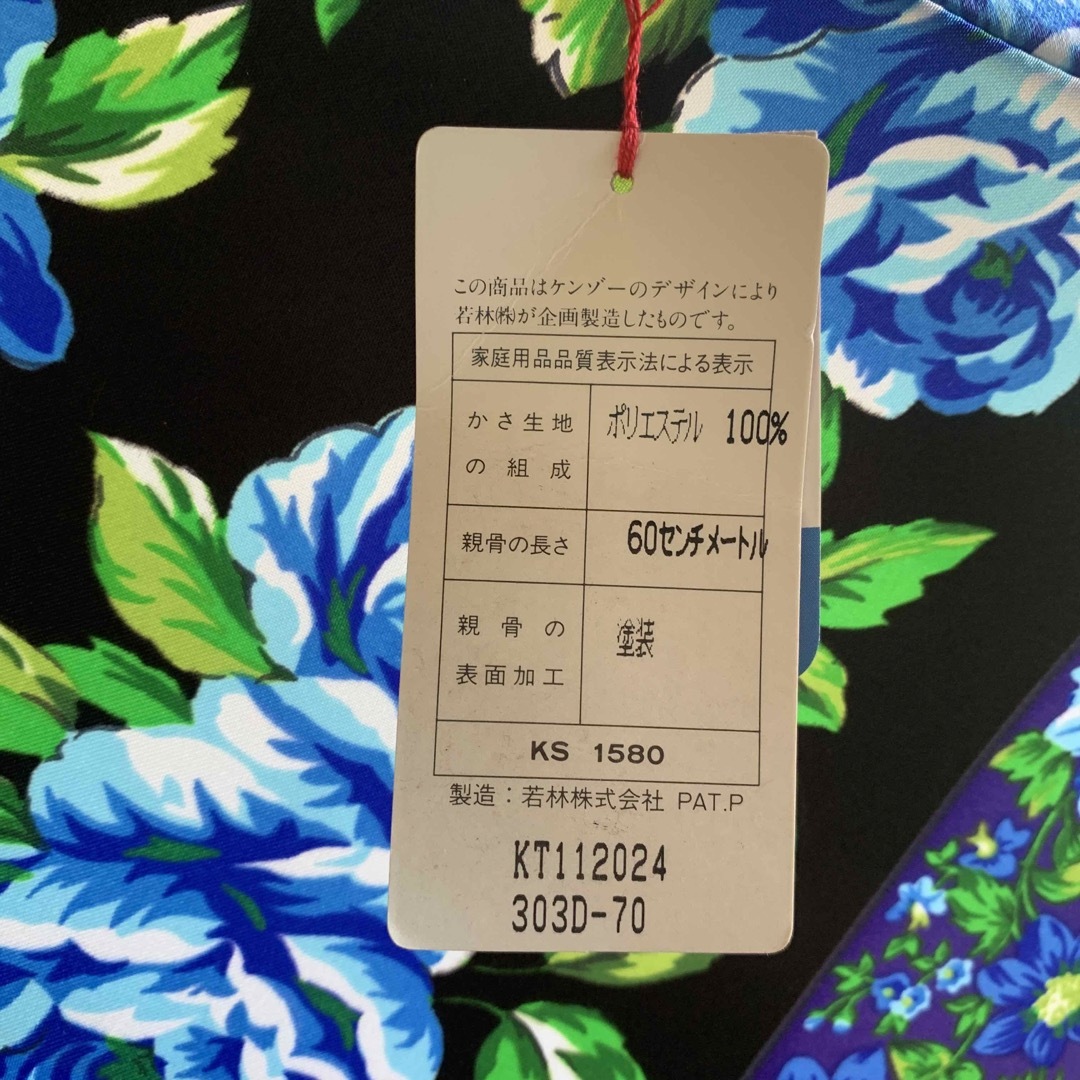 この商品はケンゾーのデザインにより
若林㈱が企画製造したものです。
家庭用品品質表示法による表示
かさ生地 ポリエステル 100%
の組成
親骨の長さ 60センチメートル
親骨の 塗装
表面加工
KS 1580
製造：若林株式会社 PAT.P
KT112024
303D-70